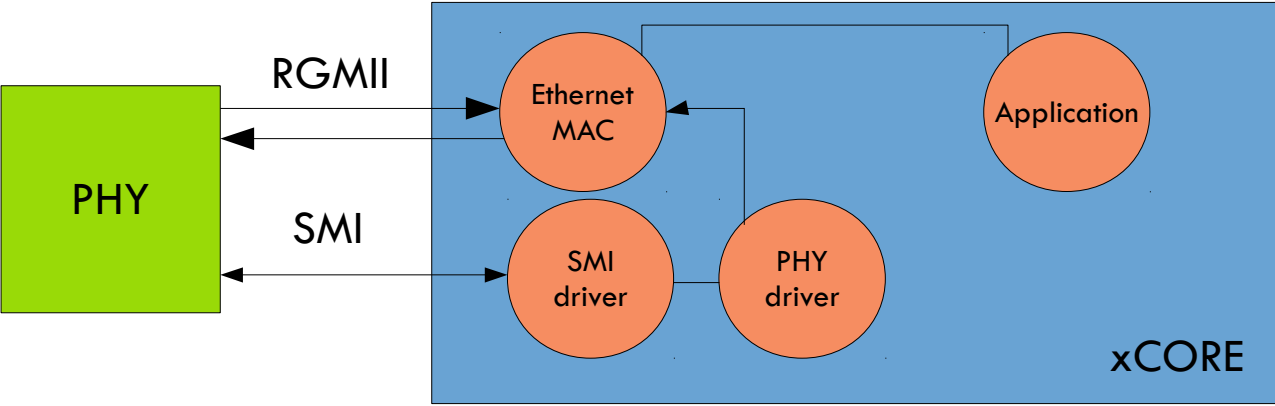 RGMII
Ethernet
MAC
Application
PHY
SMI
SMI
driver
PHY
driver
xCORE